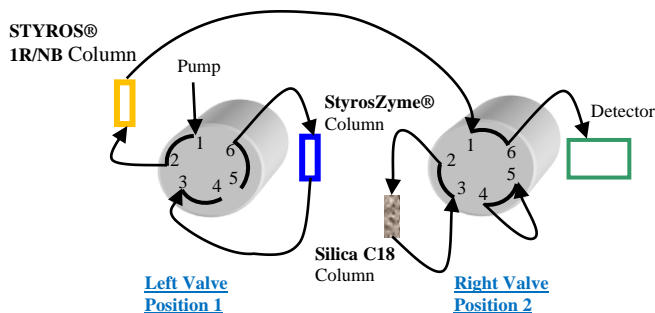 STYROS®
1R/NB Column
Pump
StyrosZyme®
Column
Detector
1
2
3
4
5
6
1
2
3
4
5
6
Silica C18
Column
Left Valve
Position 1
Right Valve
Position 2